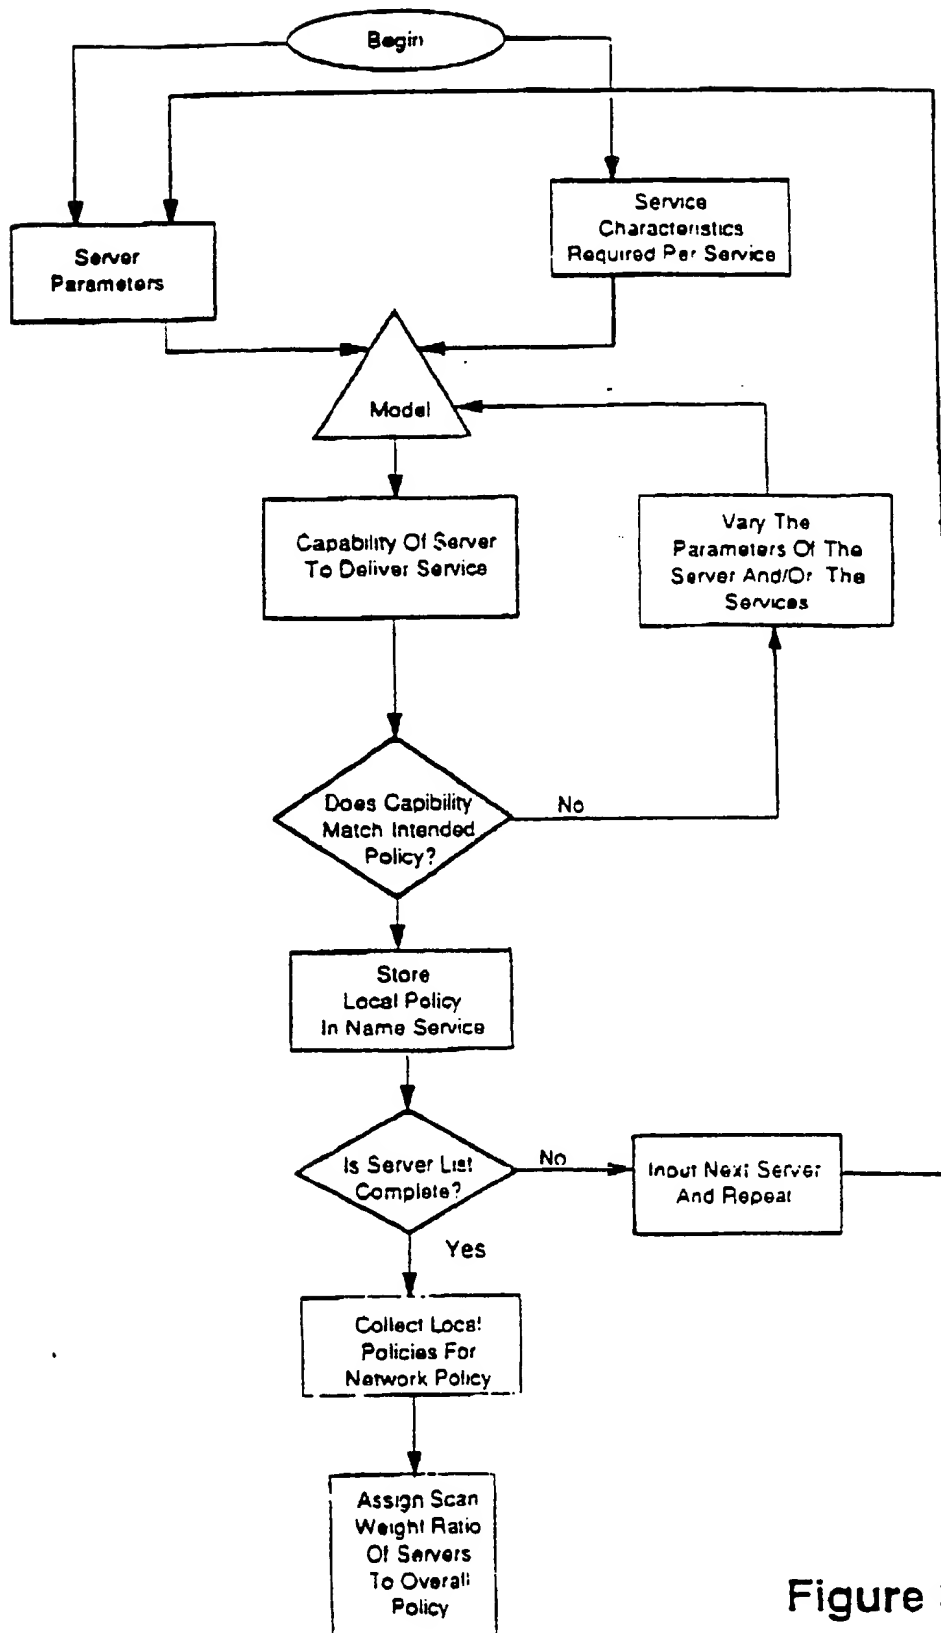 Begin
Service
Characteristics
Required Per Service
Server
Parameters
Model
Capability Of Server
To Deliver Service
Vary The
Parameters Of The
Server And/Or The
Services
Does Capibility
Match Intended
Policy?
No
Store
Local Policy
In Name Service
Is Server List
Complete?
No
Input Next Server
And Repeat
Yes
Collect Local
Policies For
Network Policy
Assign Scan
Weight Ratio
Of Servers
To Overall
Policy
Figure